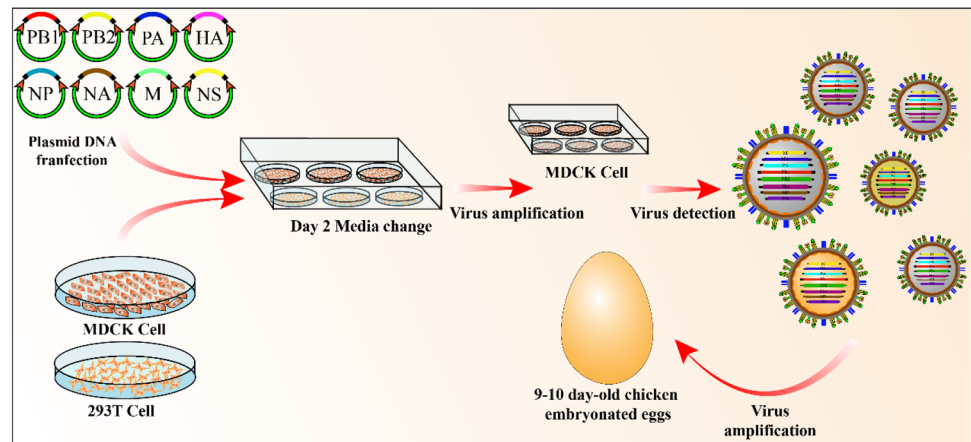 PB1 PB2 PA HA
NP NA M NS
Plasmid DNA
franfection
MDCK Cell
293T Cell
Day 2 Media change
Virus amplification
MDCK Cell
Virus detection
9-10 day-old chicken
embryonated eggs
Virus
amplification